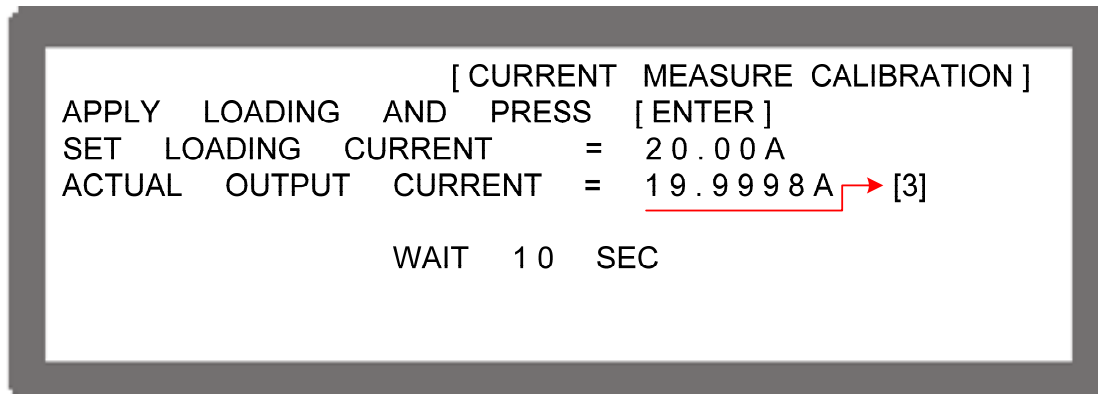 [ CURRENT MEASURE CALIBRATION ]
APPLY LOADING AND PRESS [ ENTER ]
SET LOADING CURRENT = 20.00A
ACTUAL OUTPUT CURRENT = 19.9998A [3]
WAIT 10 SEC